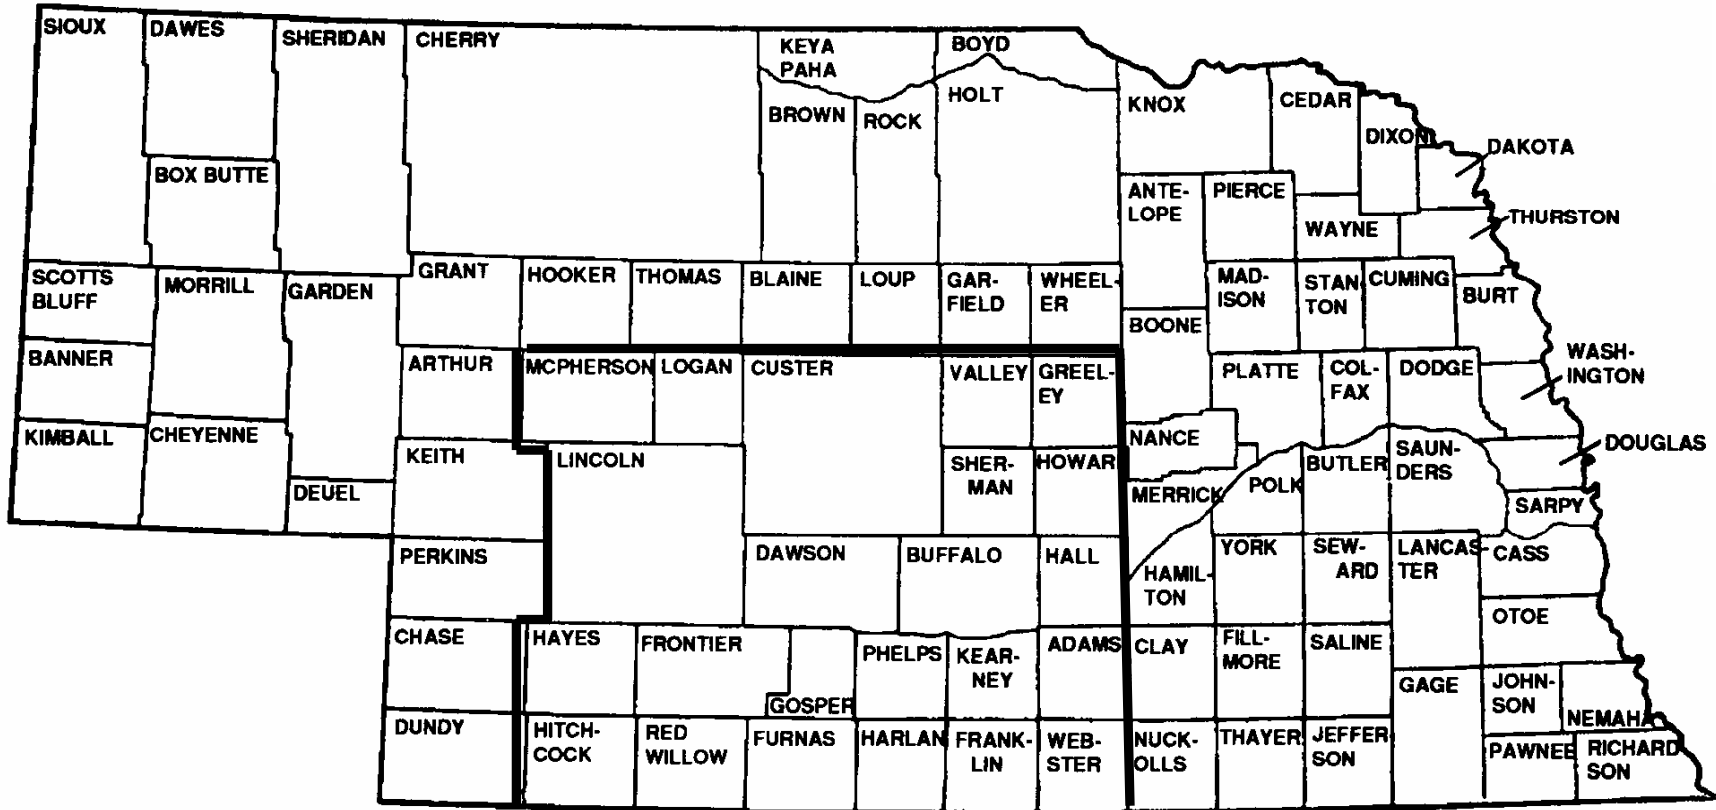 SIOUX
DAWES
SHERIDAN
CHERRY
KEYA
PAHA
BOYD
BROWN
ROCK
HOLT
KNOX
CEDAR
DIXON
DAKOTA
BOX BUTTE
ANTE-
LOPE
PIERCE
WAYNE
THURSTON
SCOTTS
BLUFF
MORRILL
GARDEN
GRANT
HOOKER
THOMAS
BLAINE
LOUP
GAR-
FIELD
WHEEL-
ER
MAD-
ISON
STAN
TON
CUMING
BURT
BOONE
BANNER
ARTHUR
MCPHERSON
LOGAN
CUSTER
VALLEY
GREEL-
EY
PLATTE
COL-
FAX
DODGE
WASH-
INGTON
KIMBALL
CHEYENNE
KEITH
LINCOLN
SHER-
MAN
HOWAR
NANCE
MERRICK
POLK
BUTLER
SAUN-
DERS
DOUGLAS
SARPY
DEUEL
PERKINS
DAWSON
BUFFALO
HALL
HAMIL-
TON
YORK
SEW-
ARD
LANCAS
TER
CASS
OTOE
CHASE
HAYES
FRONTIER
GOSPER
PHELPS
KEAR-
NEY
ADAMS
CLAY
FILL-
MORE
SALINE
GAGE
JOHN-
SON
NEMAHA
DUNDY
HITCH-
COCK
RED
WILLOW
FURNAS
HARLAN
FRANK-
LIN
WEB-
STER
NUCK-
OLLS
THAYER
JEFFER
SON
PAWNEE
RICHARD
SON